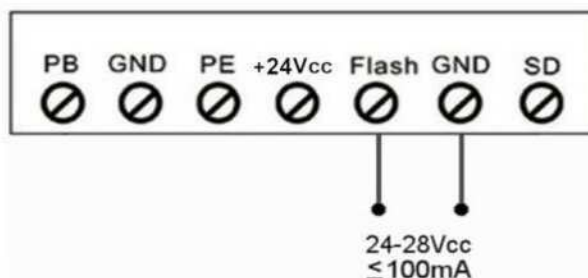 PB GND PE +24Vcc Flash GND SD
24-28Vcc
≤100mA